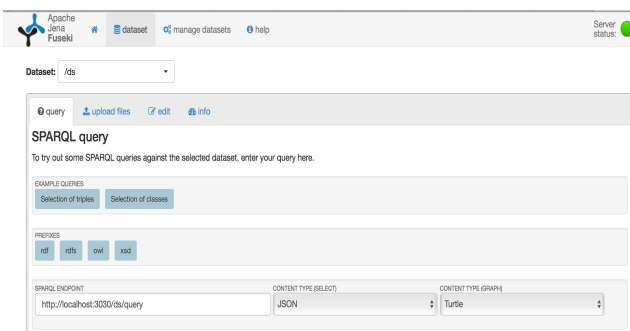 Apache
Jena
Fuseki
dataset
manage datasets
help
Server
status:
Dataset: /ds
query upload files edit info
SPARQL query
To try out some SPARQL queries against the selected dataset, enter your query here.
EXAMPLE QUERIES
Selection of triples Selection of classes
PREFIXES
rdf rdfs owl xsd
SPARQL ENDPOINT CONTENT TYPE (SELECT) CONTENT TYPE (GRAPH)
http://localhost:3030/ds/query JSON Turtle